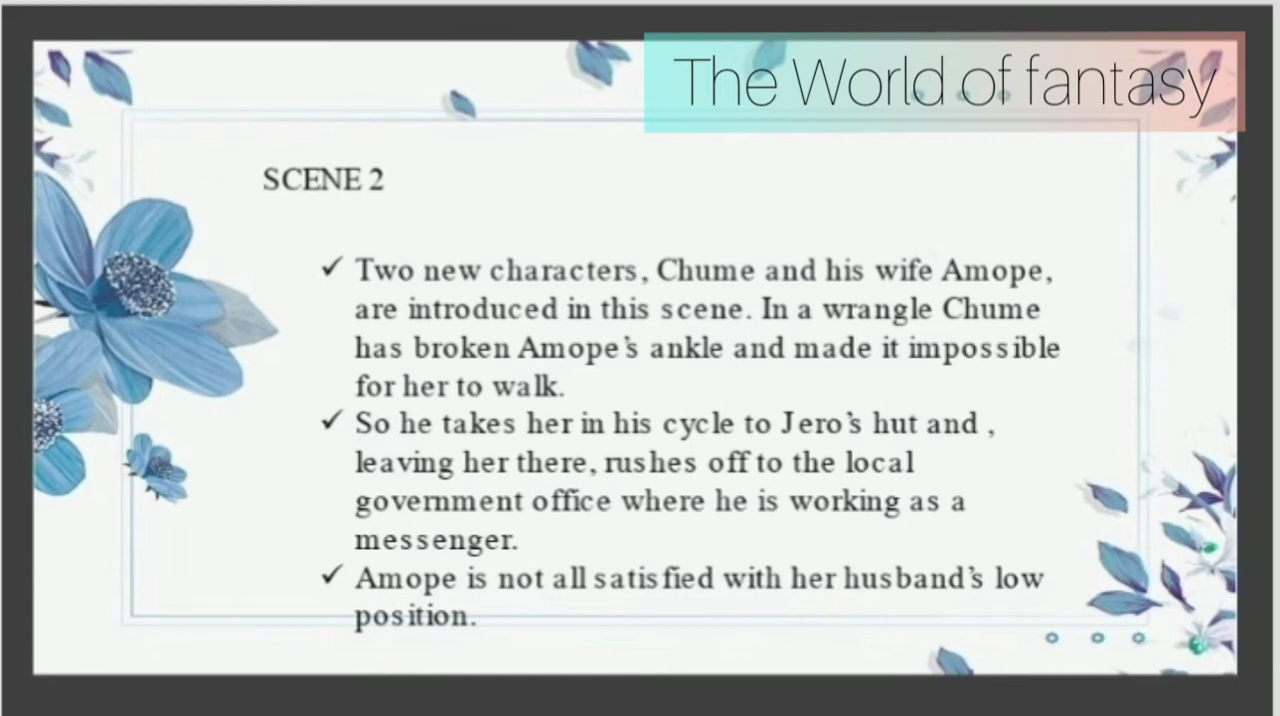 The World of fantasy
SCENE 2
✓ Two new characters, Chume and his wife Amope,
are introduced in this scene. In a wrangle Chume
has broken Amope's ankle and made it impossible
for her to walk.
✓ So he takes her in his cycle to Jero's hut and ,
leaving her there, rushes off to the local
government office where he is working as a
messenger.
✓ Amope is not all satisfied with her husband's low
position.